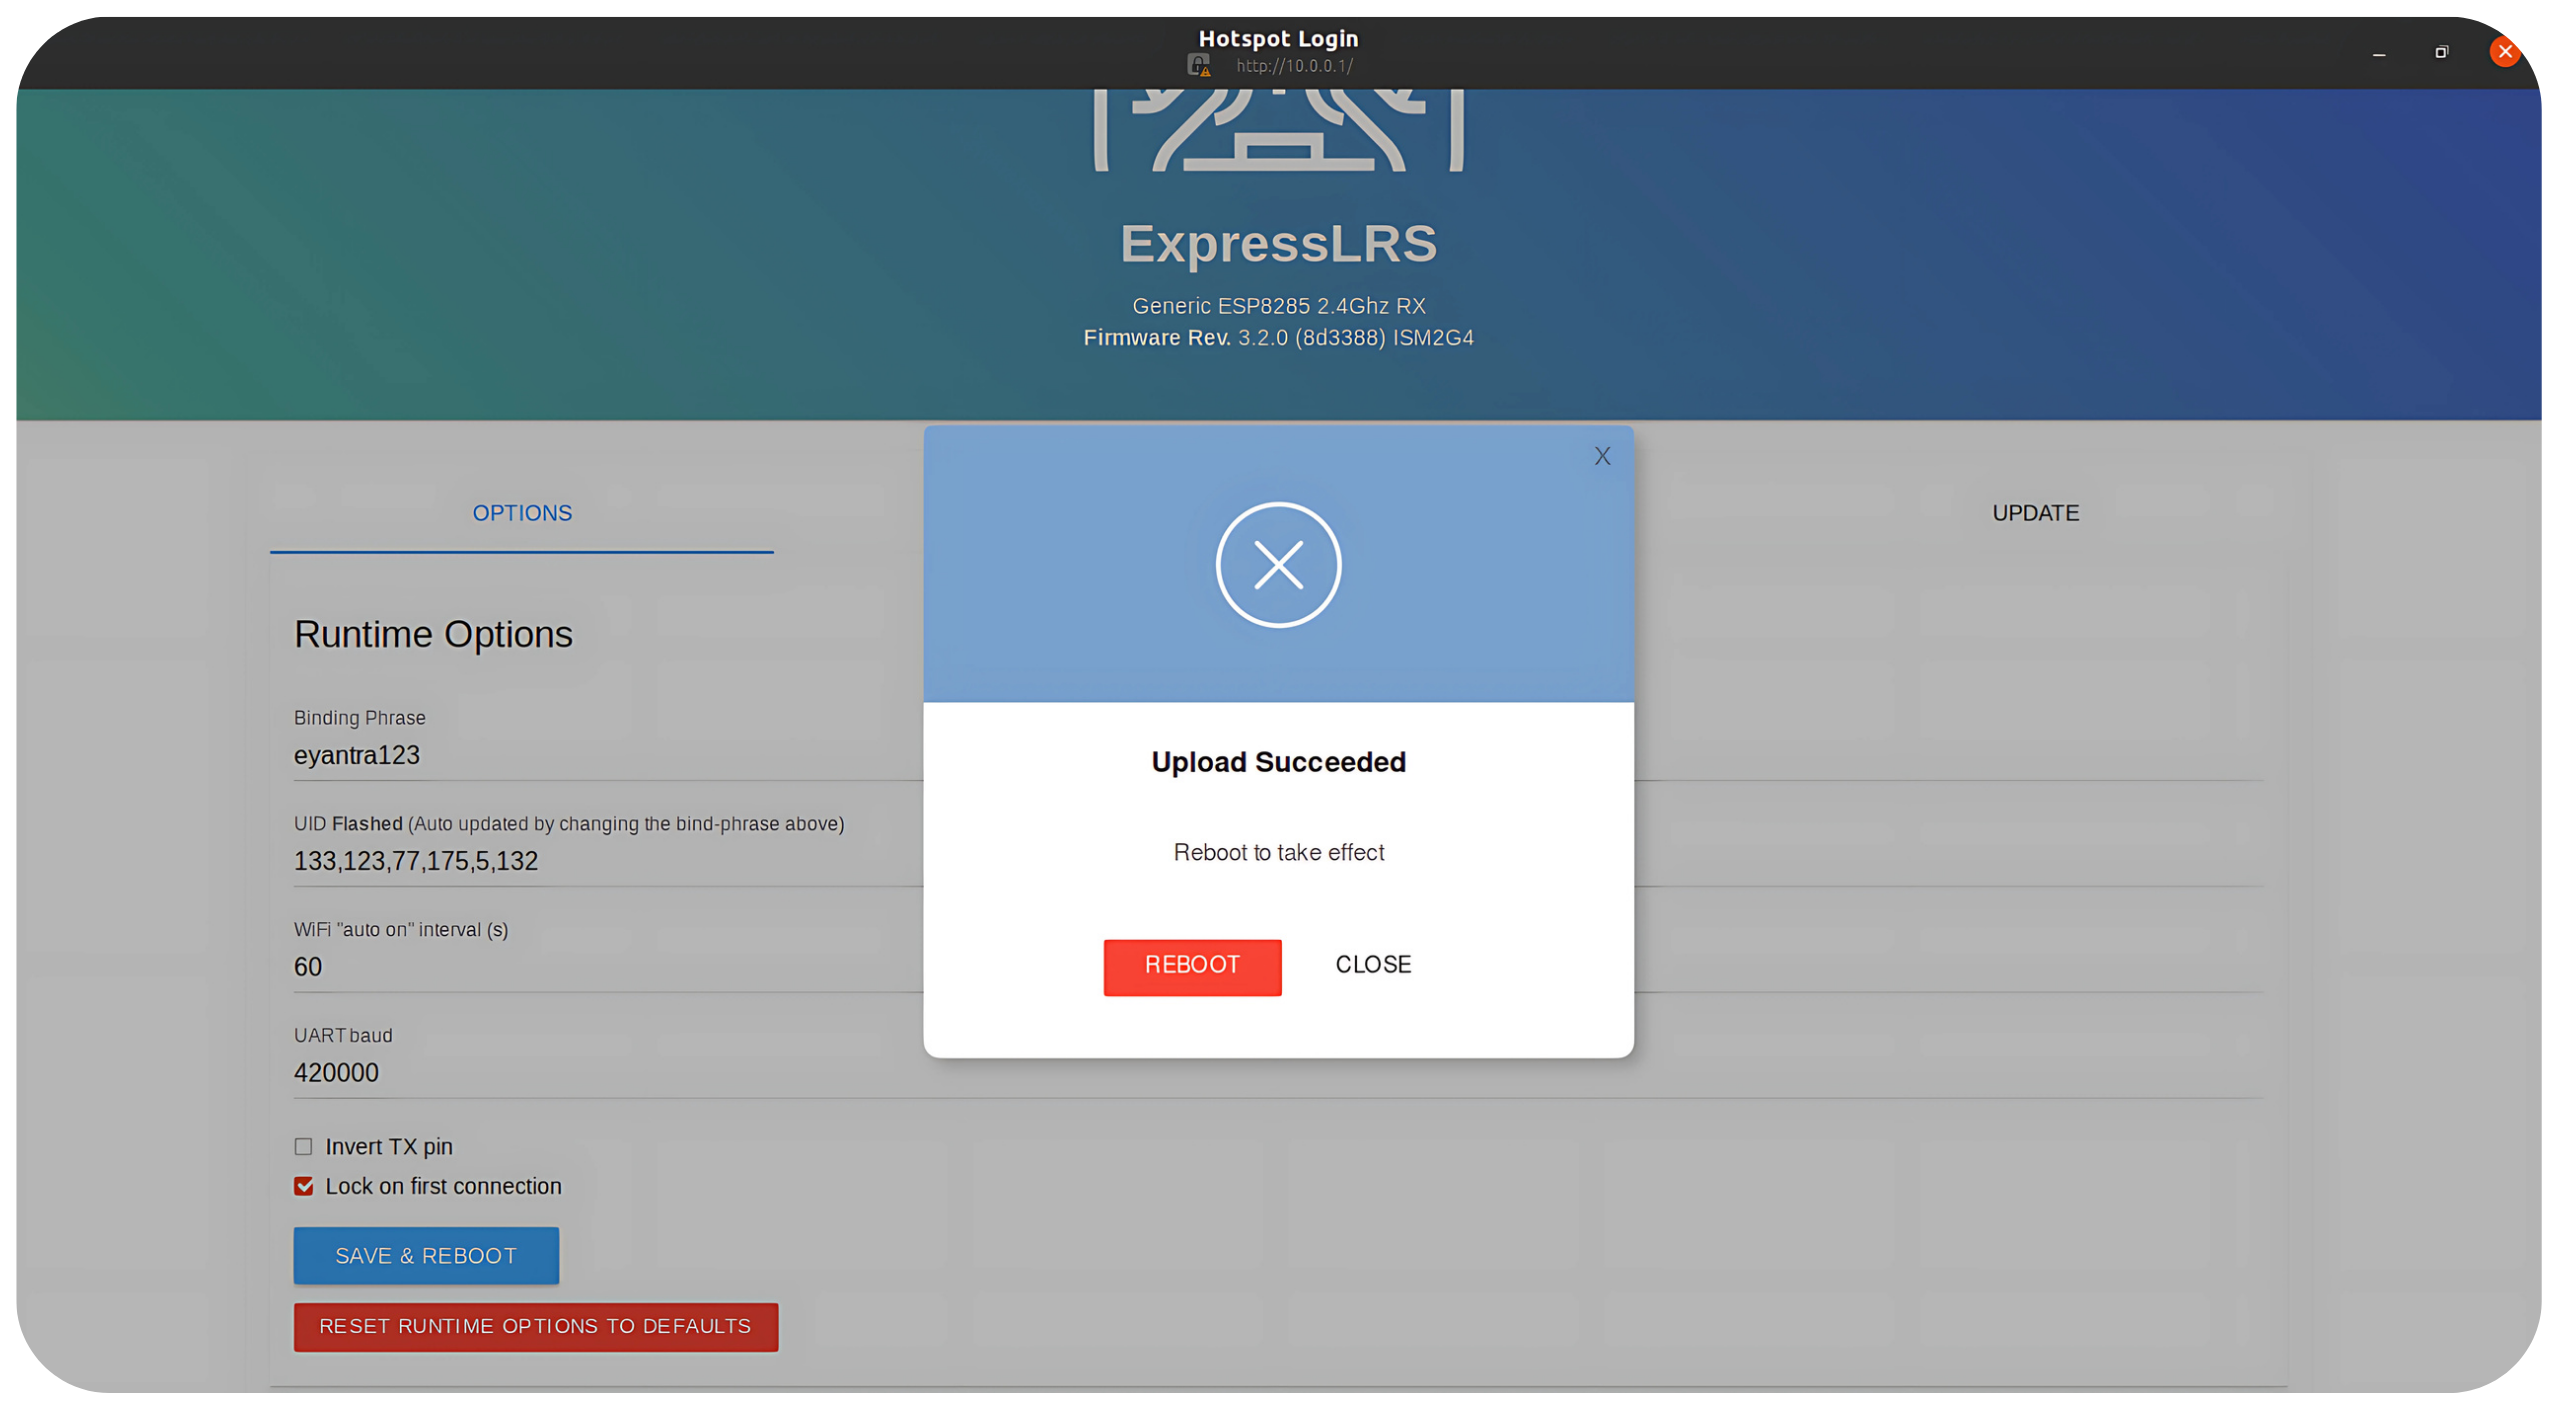 Hotspot Login
http://10.0.0.1/
ExpressLRS
Generic ESP8285 2.4Ghz RX
Firmware Rev. 3.2.0 (8d3388) ISM2G4
X
OPTIONS
UPDATE
Runtime Options
Binding Phrase
eyantra123
UID Flashed (Auto updated by changing the bind-phrase above)
133,123,77,175,5,132
WiFi "auto on" interval (s)
60
UART baud
420000
Invert TX pin
Lock on first connection
SAVE & REBOOT
RESET RUNTIME OPTIONS TO DEFAULTS
Upload Succeeded
Reboot to take effect
REBOOT CLOSE